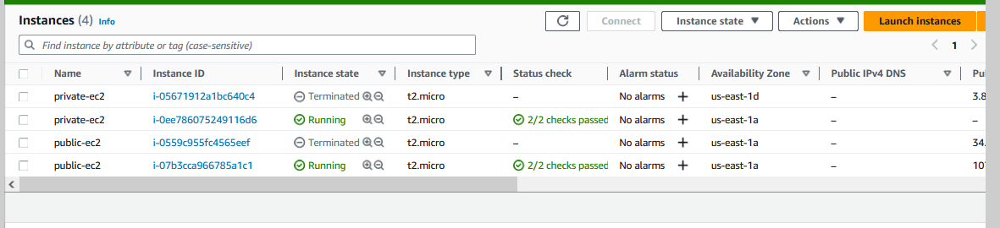 Instances (4) Info Connect Instance state Actions Launch instances
Find instance by attribute or tag (case-sensitive) 1
Name Instance ID Instance state Instance type Status check Alarm status Availability Zone Public IPv4 DNS
private-ec2 i-05671912a1bc640c4 Terminated t2.micro – No alarms + us-east-1d – 3.8
private-ec2 i-0ee786075249116d6 Running t2.micro 2/2 checks passed No alarms + us-east-1a – –
public-ec2 i-0559c955fc4565eef Terminated t2.micro – No alarms + us-east-1a – 34.
public-ec2 i-07b3cca966785a1c1 Running t2.micro 2/2 checks passed No alarms + us-east-1a –